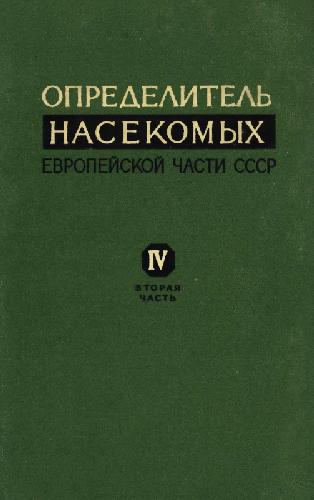 ОПРЕДЕЛИТЕЛЬ
НАСЕКОМЫХ
ЕВРОПЕЙСКОЙ ЧАСТИ СССР
IV
ВТОРАЯ
ЧАСТЬ